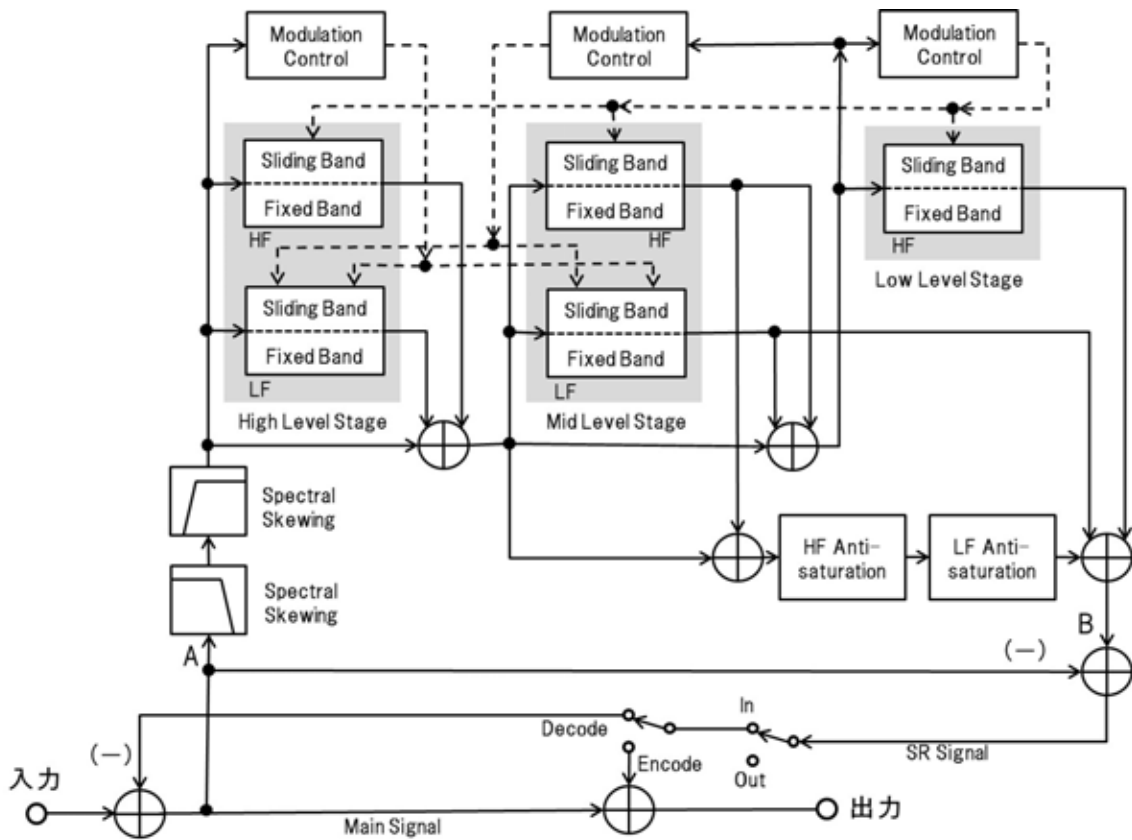 Modulation
Control
Modulation
Control
Modulation
Control
Sliding Band
Fixed Band
HF
Sliding Band
Fixed Band
HF
Sliding Band
Fixed Band
HF
Low Level Stage
Sliding Band
Fixed Band
LF
High Level Stage
Sliding Band
Fixed Band
LF
Mid Level Stage
Spectral
Skewing
HF Anti-
saturation
LF Anti-
saturation
Spectral
Skewing
A
B
(−)
In
Decode
SR Signal
(−)
Encode
Out
入力
Main Signal
出力